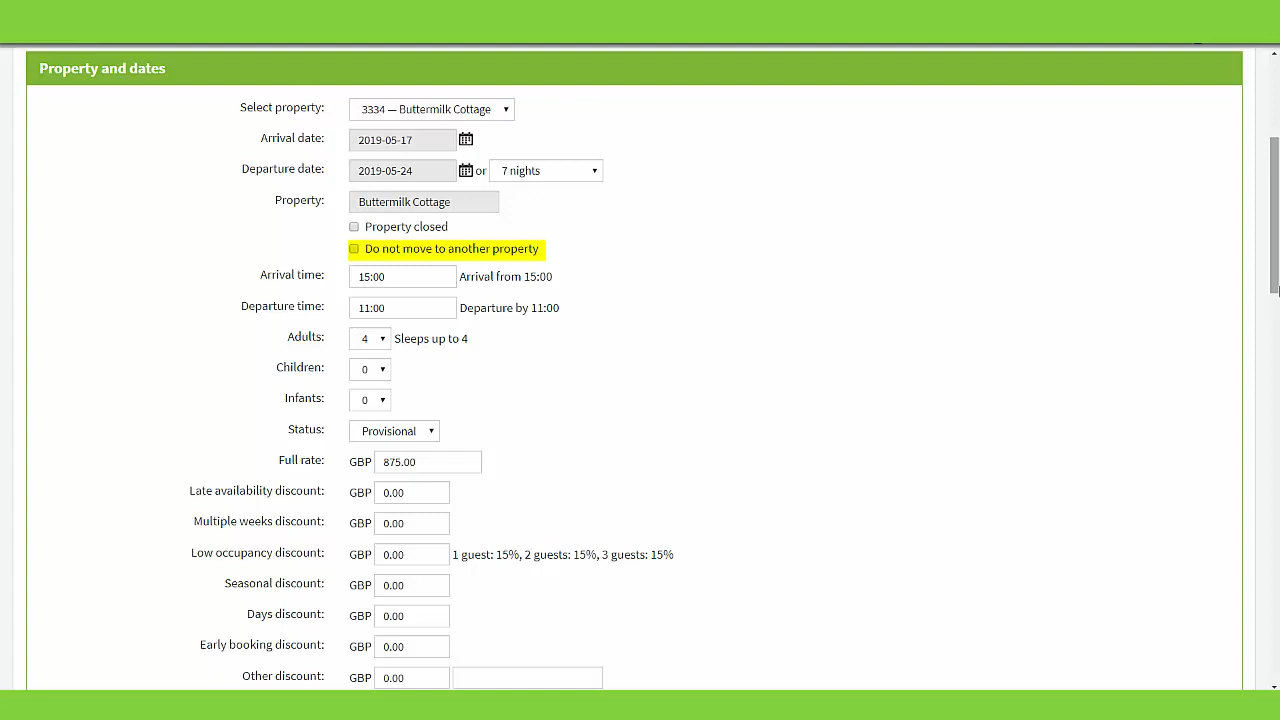 Property and dates
Select property: 3334 — Buttermilk Cottage
Arrival date: 2019-05-17
Departure date: 2019-05-24 or 7 nights
Property: Buttermilk Cottage
Property closed
Do not move to another property
Arrival time: 15:00 Arrival from 15:00
Departure time: 11:00 Departure by 11:00
Adults: 4 Sleeps up to 4
Children: 0
Infants: 0
Status: Provisional
Full rate: GBP 875.00
Late availability discount: GBP 0.00
Multiple weeks discount: GBP 0.00
Low occupancy discount: GBP 0.00 1 guest: 15%, 2 guests: 15%, 3 guests: 15%
Seasonal discount: GBP 0.00
Days discount: GBP 0.00
Early booking discount: GBP 0.00
Other discount: GBP 0.00